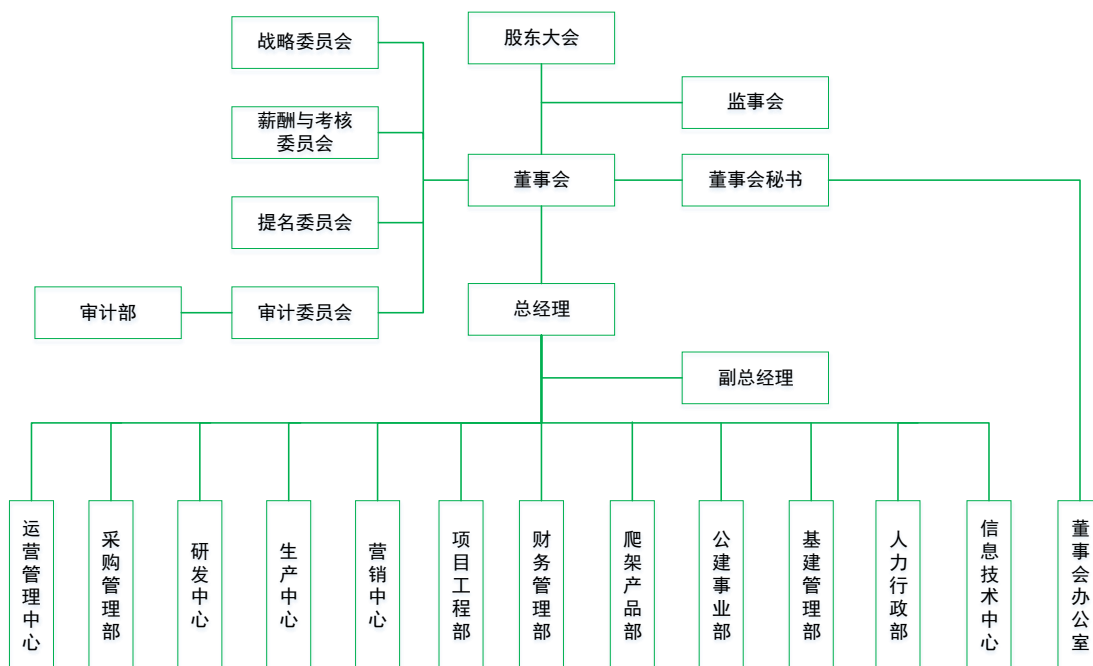 战略委员会
股东大会
监事会
薪酬与考核
委员会
董事会
董事会秘书
提名委员会
审计部
审计委员会
总经理
副总经理
运营管理中心
采购管理部
研发中心
生产中心
营销中心
项目工程部
财务管理部
爬架产品部
公建事业部
基建管理部
人力行政部
信息技术中心
董事会办公室